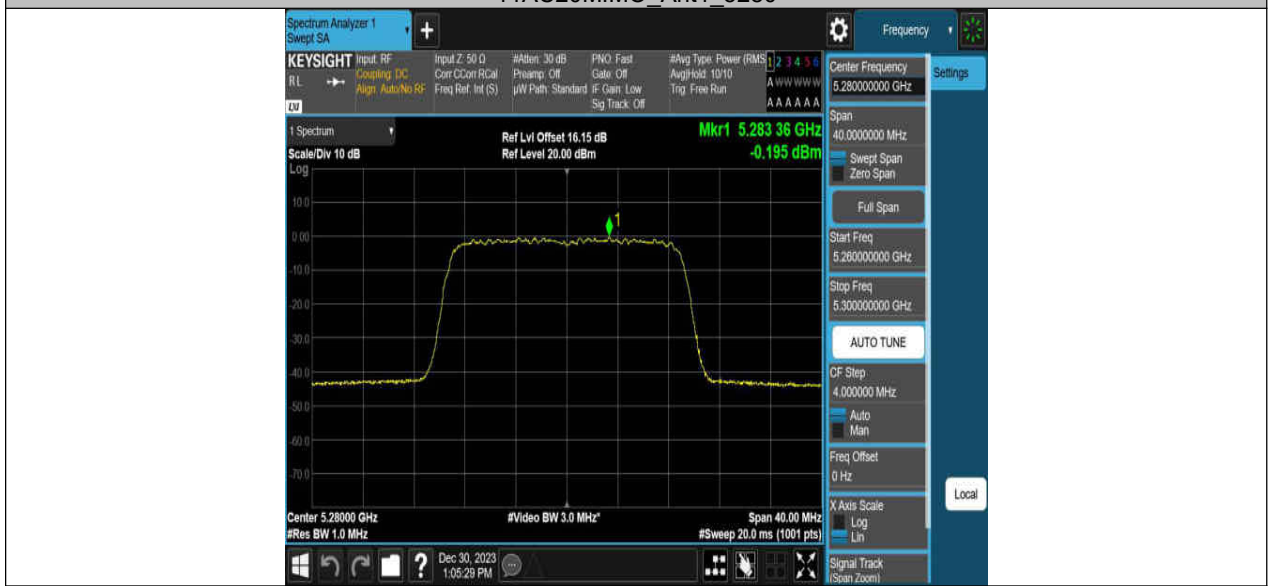 Spectrum Analyzer 1
Swept SA
+
Frequency
KEYSIGHT
RL
LXI
Input: RF
Coupling: DC
Align: Auto/No RF
Input Z: 50 Ω
Corr CCorr RCal
Freq Ref: Int (S)
#Atten: 30 dB
Preamp: Off
µW Path: Standard
PNO: Fast
Gate: Off
IF Gain: Low
Sig Track: Off
#Avg Type: Power (RMS
Avg|Hold: 10/10
Trig: Free Run
1 2 3 4 5 6
A W W W W W
A A A A A A
1 Spectrum
Scale/Div 10 dB
Log
Ref Lvl Offset 16.15 dB
Ref Level 20.00 dBm
Mkr1 5.283 36 GHz
-0.195 dBm
10.0
0.00
-10.0
-20.0
-30.0
-40.0
-50.0
-60.0
-70.0
1
Center 5.28000 GHz
#Res BW 1.0 MHz
#Video BW 3.0 MHz*
Span 40.00 MHz
#Sweep 20.0 ms (1001 pts)
Center Frequency
5.280000000 GHz
Settings
Span
40.0000000 MHz
Swept Span
Zero Span
Full Span
Start Freq
5.260000000 GHz
Stop Freq
5.300000000 GHz
AUTO TUNE
CF Step
4.000000 MHz
Auto
Man
Freq Offset
0 Hz
X Axis Scale
Log
Lin
Local
Signal Track
(Span Zoom)
?
Dec 30, 2023
1:05:29 PM